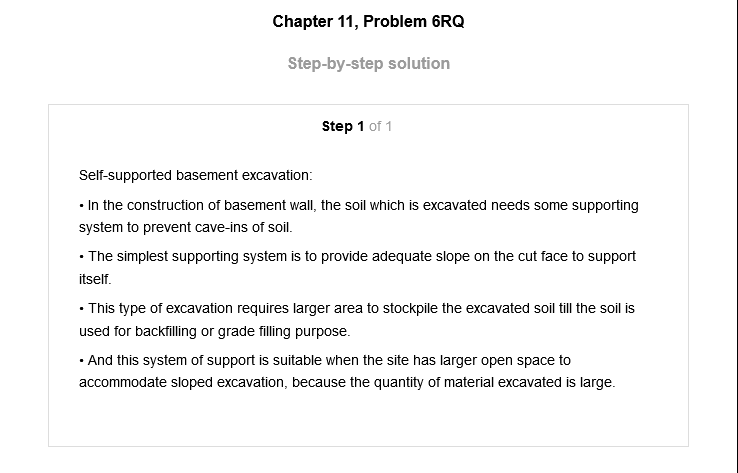 Chapter 11, Problem 6RQ
Step-by-step solution
Step 1 of 1
Self-supported basement excavation:
• In the construction of basement wall, the soil which is excavated needs some supporting
system to prevent cave-ins of soil.
• The simplest supporting system is to provide adequate slope on the cut face to support
itself.
• This type of excavation requires larger area to stockpile the excavated soil till the soil is
used for backfilling or grade filling purpose.
• And this system of support is suitable when the site has larger open space to
accommodate sloped excavation, because the quantity of material excavated is large.